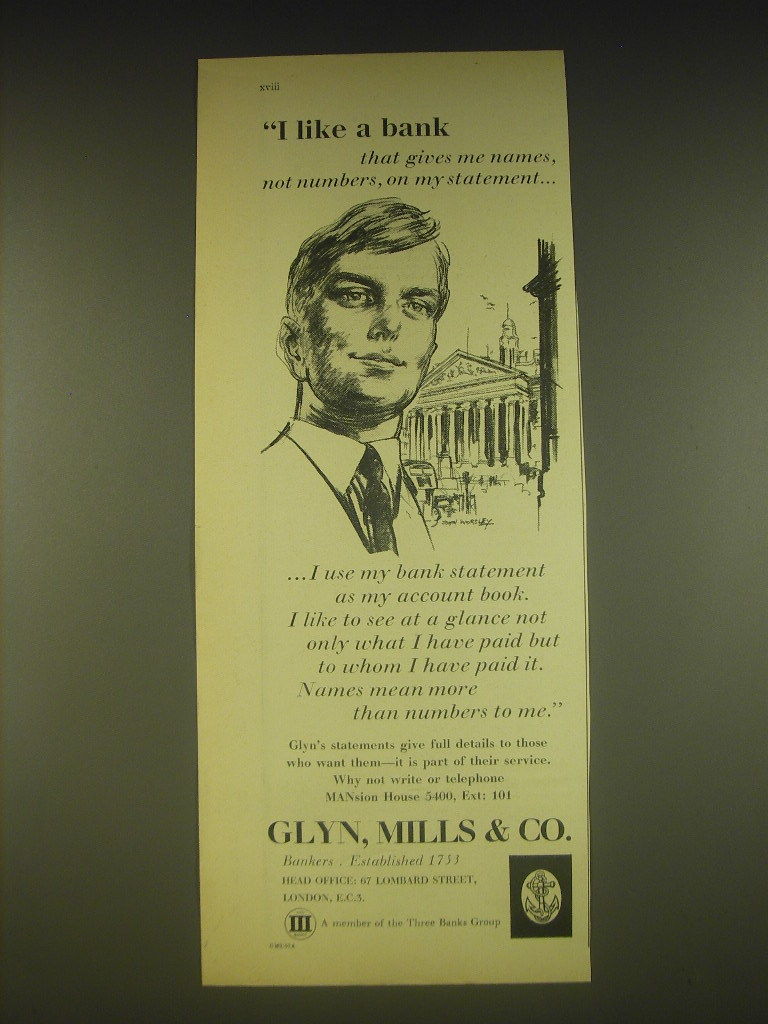 xviii
“I like a bank
that gives me names,
not numbers, on my statement...
JOHN WORSLEY
...I use my bank statement
as my account book.
I like to see at a glance not
only what I have paid but
to whom I have paid it.
Names mean more
than numbers to me.”
Glyn's statements give full details to those
who want them—it is part of their service.
Why not write or telephone
MANsion House 5400, Ext: 101
GLYN, MILLS & CO.
Bankers . Established 1753
HEAD OFFICE: 67 LOMBARD STREET,
LONDON, E.C.3.
III
A member of the Three Banks Group